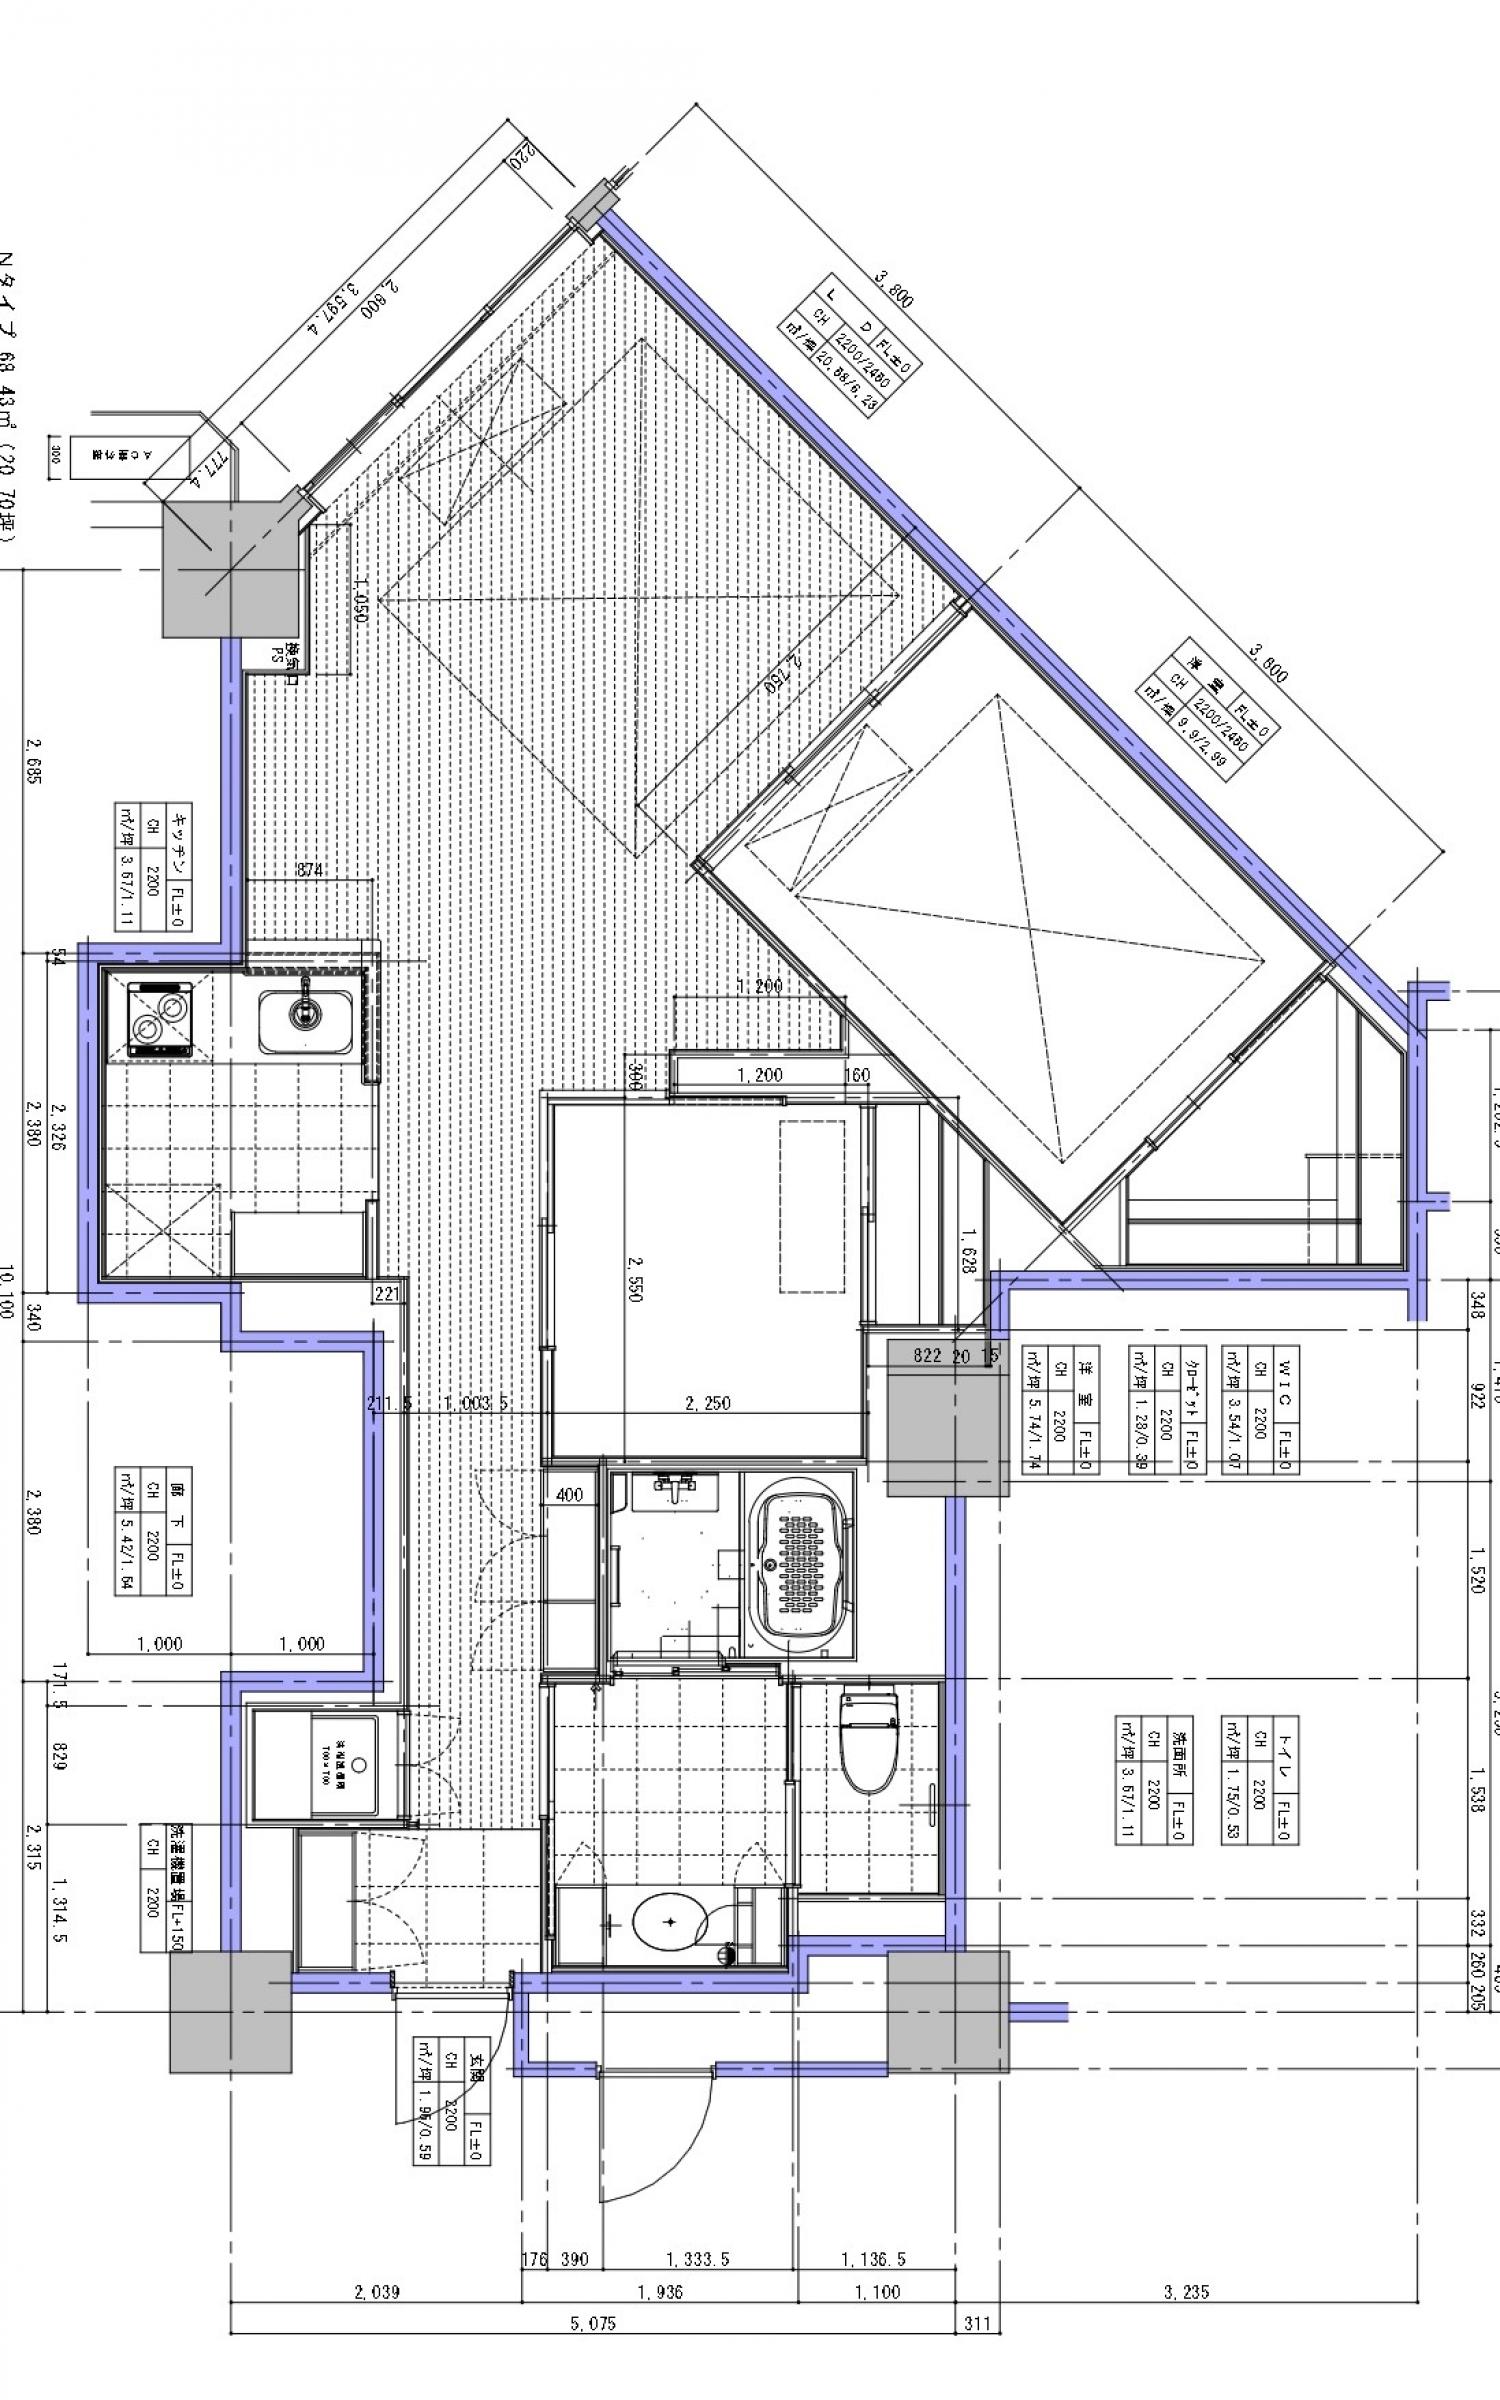 220
2,800
3,597.4
777.4
3,800
3,800
L D FL±0
CH 2200/2450
㎡/坪 20.58/6.23
洋 室 FL±0
CH 2200/2450
㎡/坪 9.9/2.99
Nタイプ 68.43㎡ (20.70坪)
300
AC室外機
1,050
換気口
PS
2,750
2,685
キッチン FL±0
CH 2200
㎡/坪 3.67/1.11
874
54
1,200
1,200
160
300
2,326
2,380
10,100
2,550
1,628
221
340
348
822 20 15
211.5
1,003.5
2,250
922
洋 室 FL±0
CH 2200
㎡/坪 5.74/1.74
クローゼット FL±0
CH 2200
㎡/坪 1.28/0.39
WIC FL±0
CH 2200
㎡/坪 3.54/1.07
廊 下 FL±0
CH 2200
㎡/坪 5.42/1.64
2,380
400
1,520
1,000
1,000
171.5
829
700×700
1,538
洗面所 FL±0
CH 2200
㎡/坪 3.67/1.11
トイレ FL±0
CH 2200
㎡/坪 1.75/0.53
洗濯機置場 FL+150
CH 2200
2,315
1,314.5
332
260
205
玄関 FL±0
CH 2200
㎡/坪 1.95/0.59
176
390
1,333.5
1,136.5
2,039
1,936
1,100
3,235
5,075
311